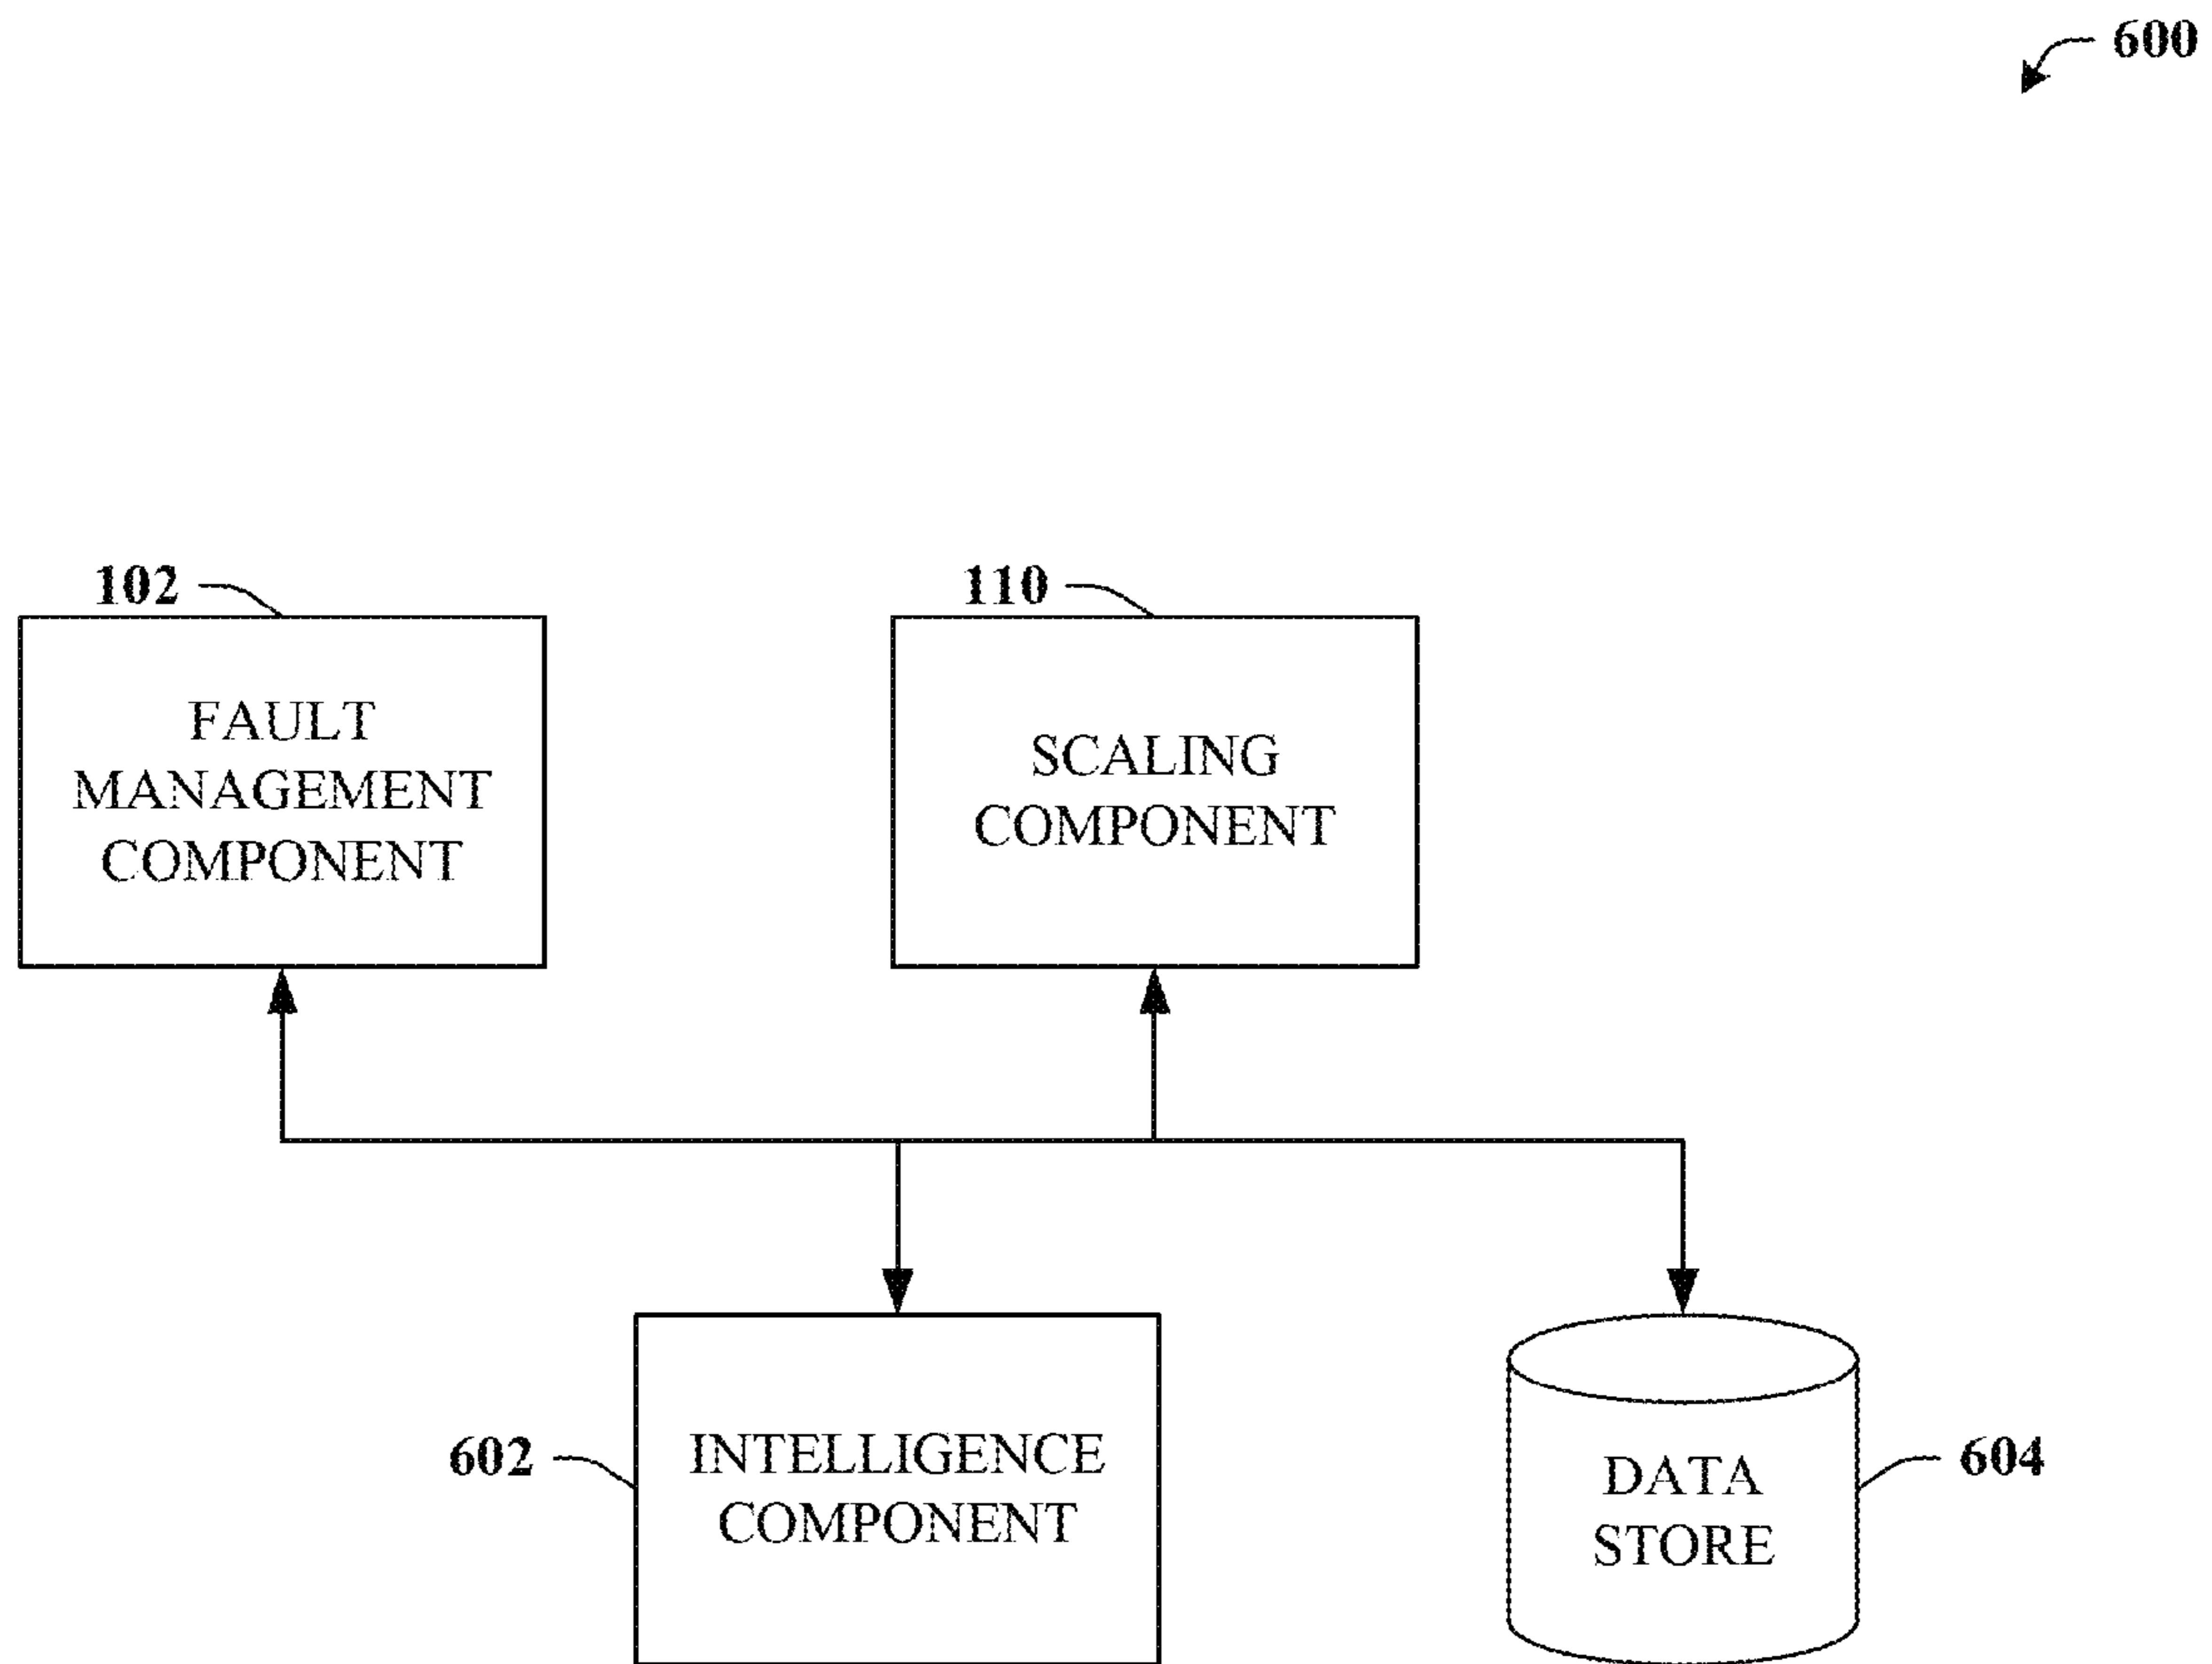 600
102
110
FAULT
MANAGEMENT
COMPONENT
SCALING
COMPONENT
602
INTELLIGENCE
COMPONENT
DATA
STORE
604